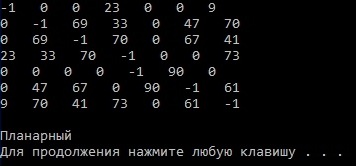 -1 0 0 23 0 0 9
0 -1 69 33 0 47 70
0 69 -1 70 0 67 41
23 33 70 -1 0 0 73
0 0 0 0 -1 90 0
0 47 67 0 90 -1 61
9 70 41 73 0 61 -1
Планарный
Для продолжения нажмите любую клавишу . . .